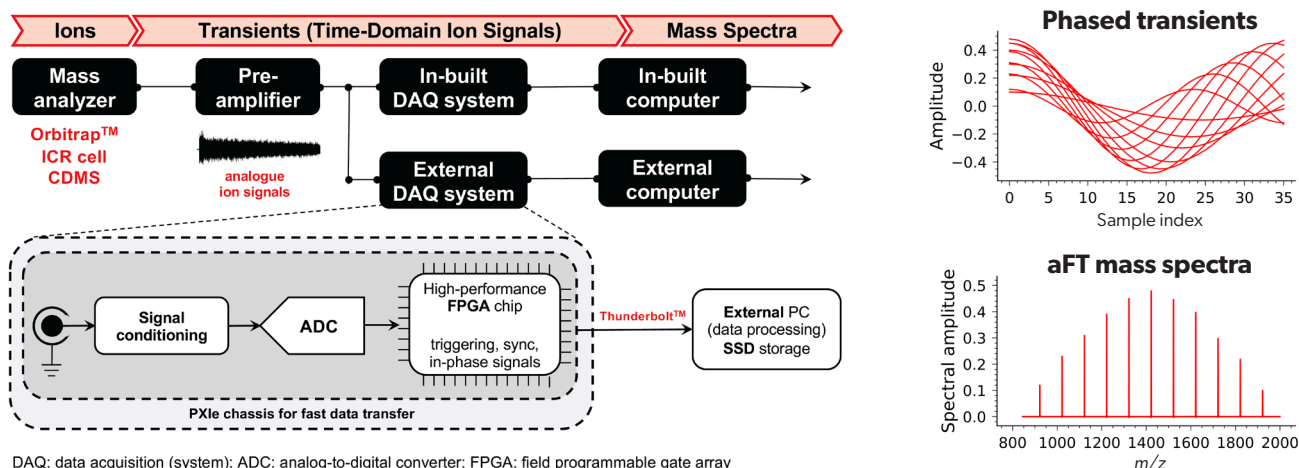 Ions
Transients (Time-Domain Ion Signals)
Mass Spectra
Mass
analyzer
Pre-
amplifier
In-built
DAQ system
In-built
computer
Orbitrap™
ICR cell
CDMS
analogue
ion signals
External
DAQ system
External
computer
Signal
conditioning
ADC
High-performance
FPGA chip
triggering, sync,
in-phase signals
Thunderbolt™
External PC
(data processing)
SSD storage
PXIe chassis for fast data transfer
DAQ: data acquisition (system); ADC: analog-to-digital converter; FPGA: field programmable gate array
Phased transients
Amplitude
0.4
0.2
0.0
−0.2
−0.4
0 5 10 15 20 25 30 35
Sample index
aFT mass spectra
Spectral amplitude
0.5
0.4
0.3
0.2
0.1
0.0
800 1000 1200 1400 1600 1800 2000
m/z